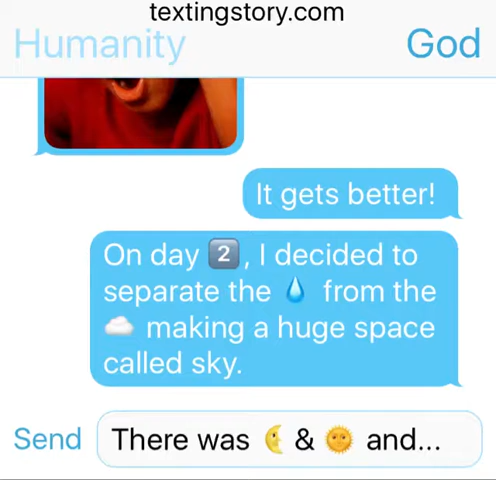 textingstory.com
Humanity God
It gets better!
On day 2️⃣, I decided to
separate the 💧 from the
☁️ making a huge space
called sky.
Send There was 🌛 & 🌞 and...